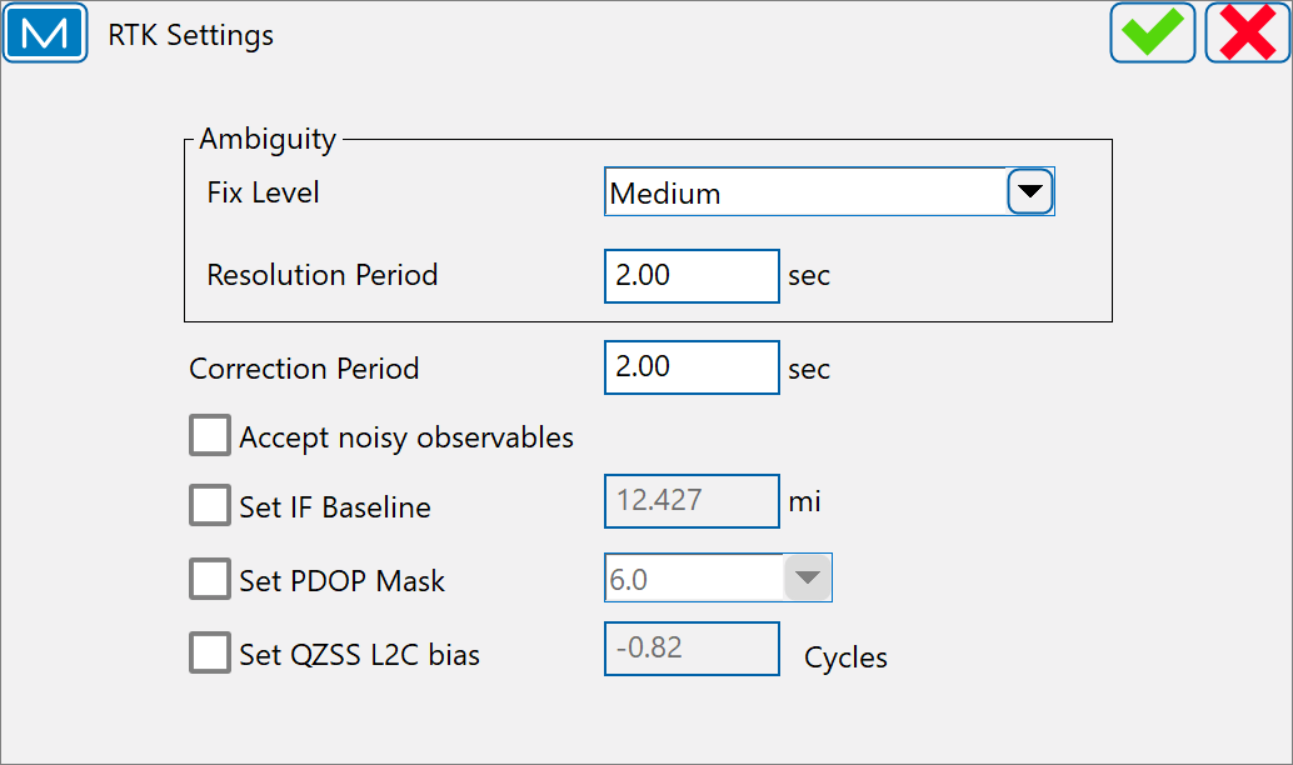 RTK Settings
Ambiguity
Fix Level Medium
Resolution Period 2.00 sec
Correction Period 2.00 sec
Accept noisy observables
Set IF Baseline 12.427 mi
Set PDOP Mask 6.0
Set QZSS L2C bias -0.82 Cycles